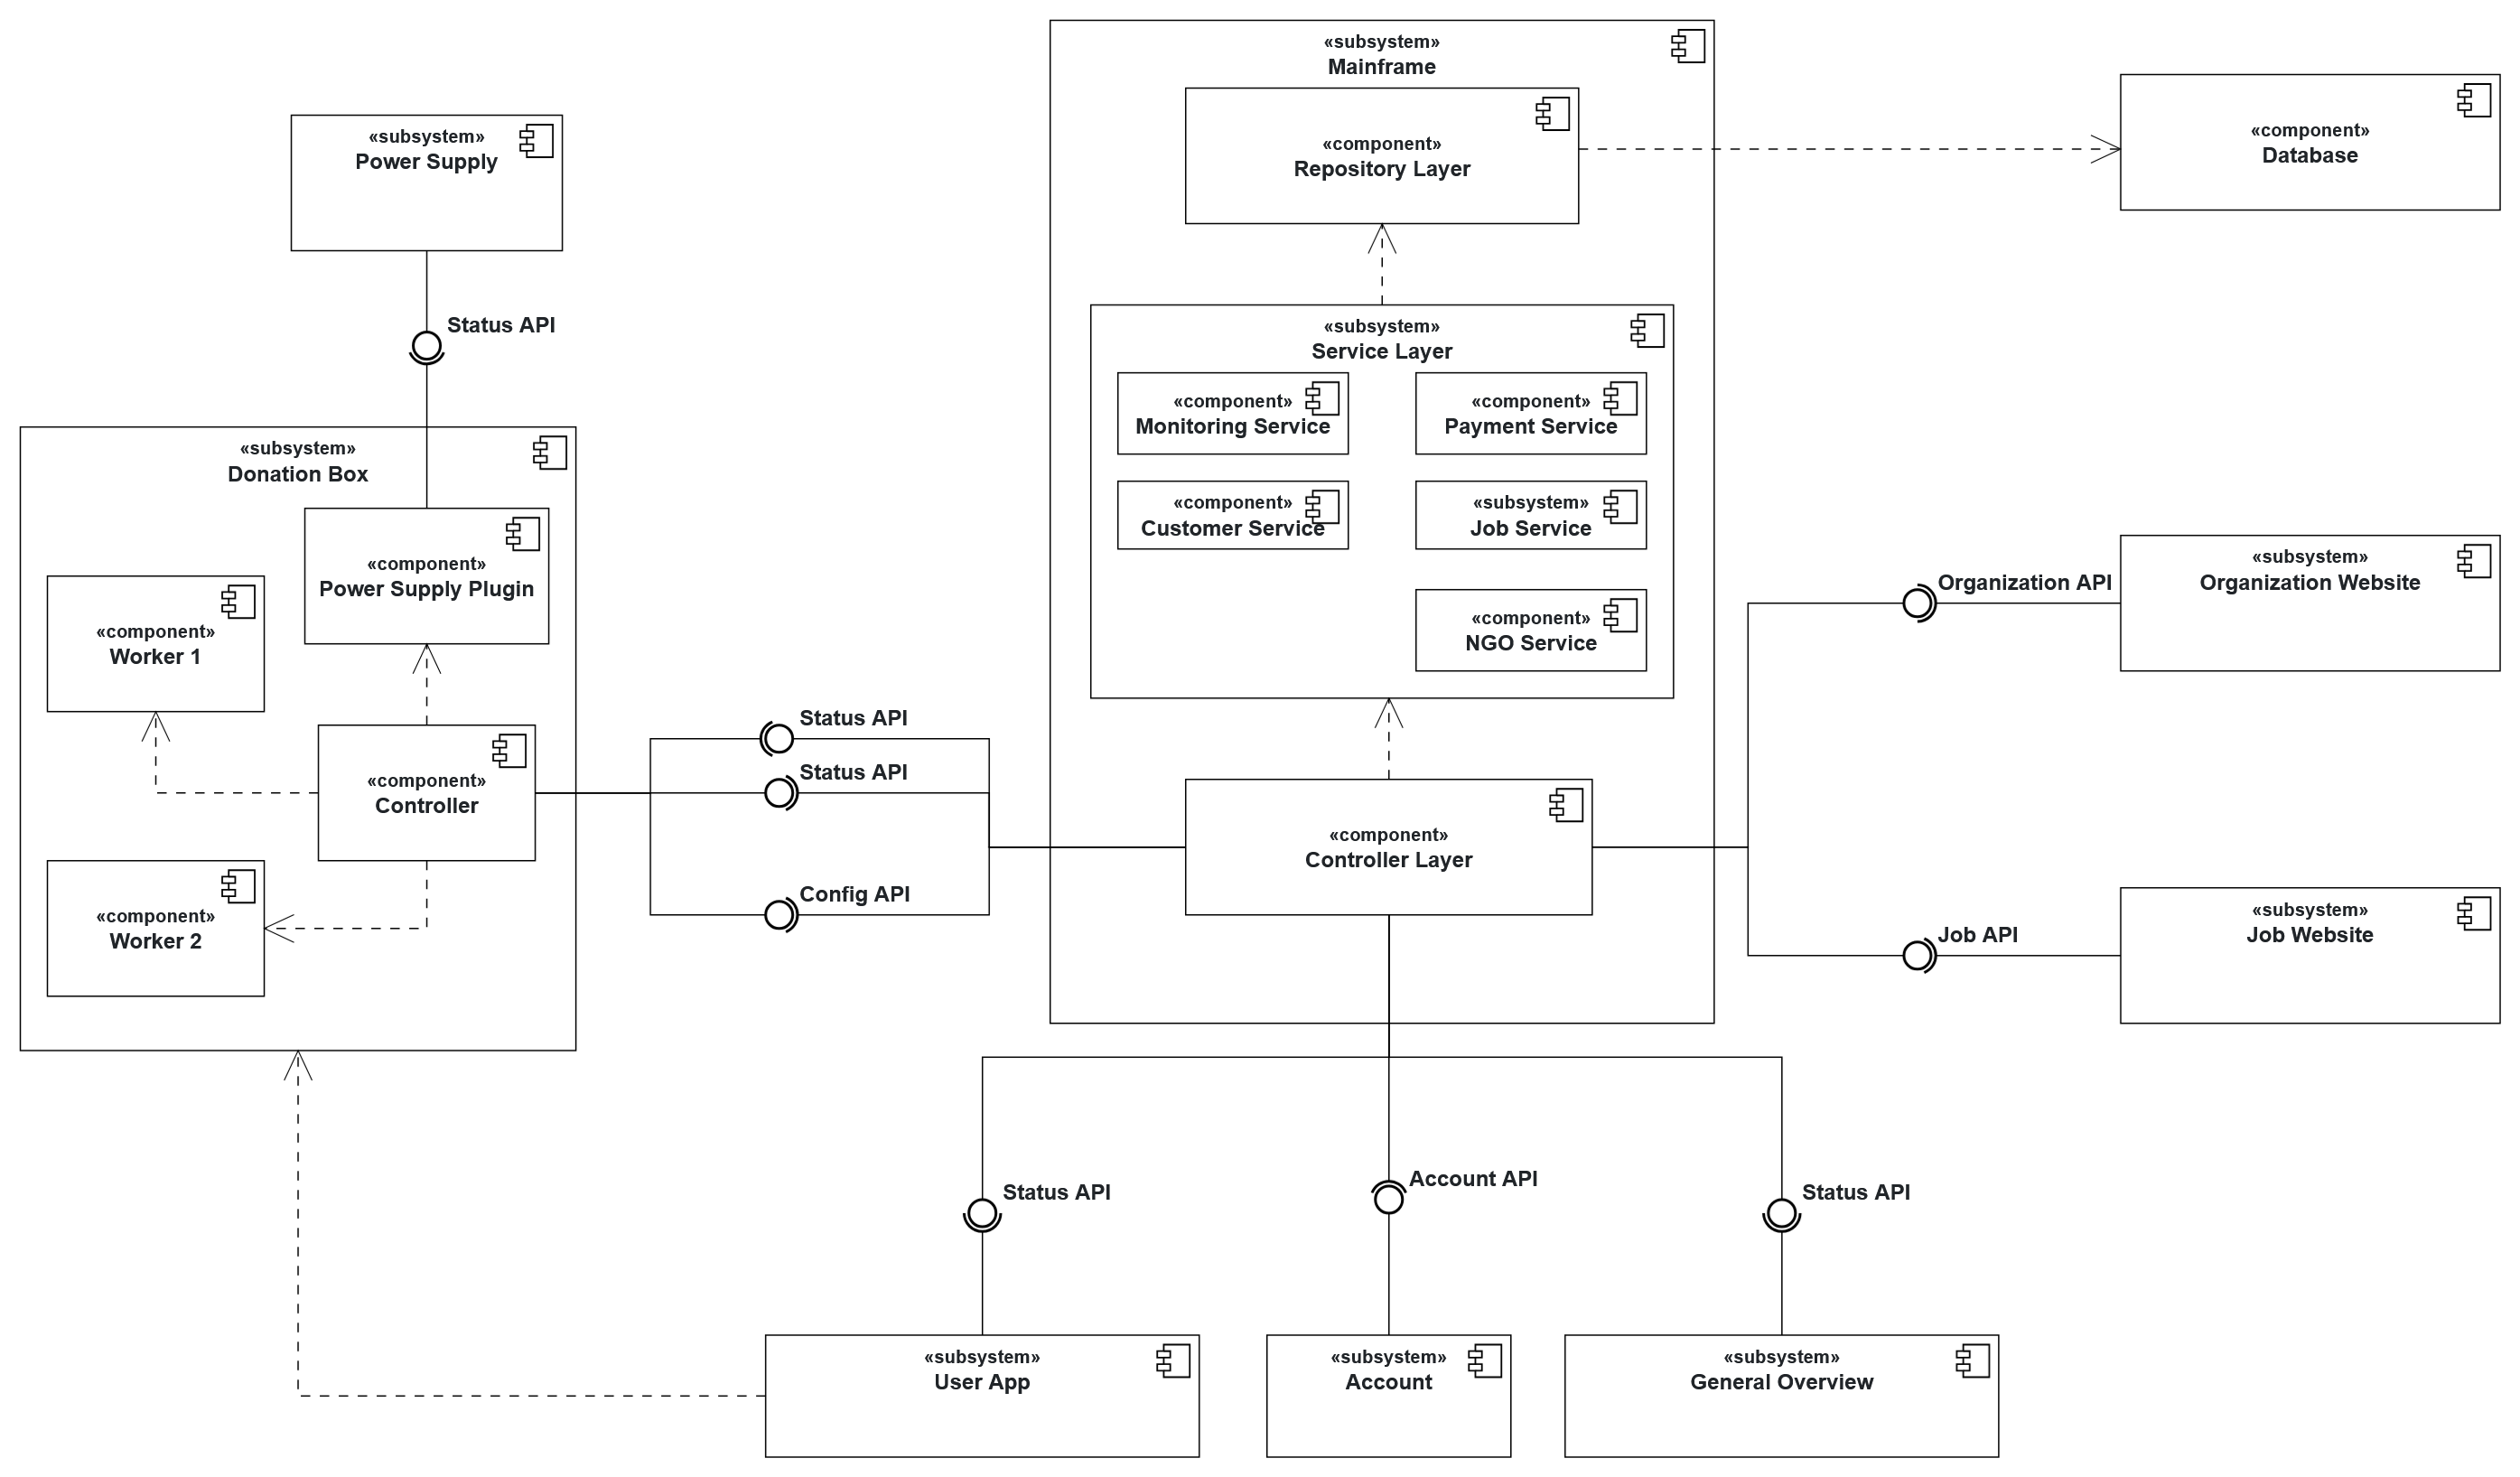 «subsystem»
Mainframe
«component»
Repository Layer
«component»
Database
«subsystem»
Power Supply
Status API
«subsystem»
Service Layer
«component»
Monitoring Service
«component»
Payment Service
«component»
Customer Service
«subsystem»
Job Service
«component»
NGO Service
«subsystem»
Donation Box
«component»
Power Supply Plugin
«component»
Worker 1
«component»
Controller
«component»
Worker 2
Status API
Status API
Config API
«component»
Controller Layer
Organization API
«subsystem»
Organization Website
Job API
«subsystem»
Job Website
Status API
Account API
Status API
«subsystem»
User App
«subsystem»
Account
«subsystem»
General Overview